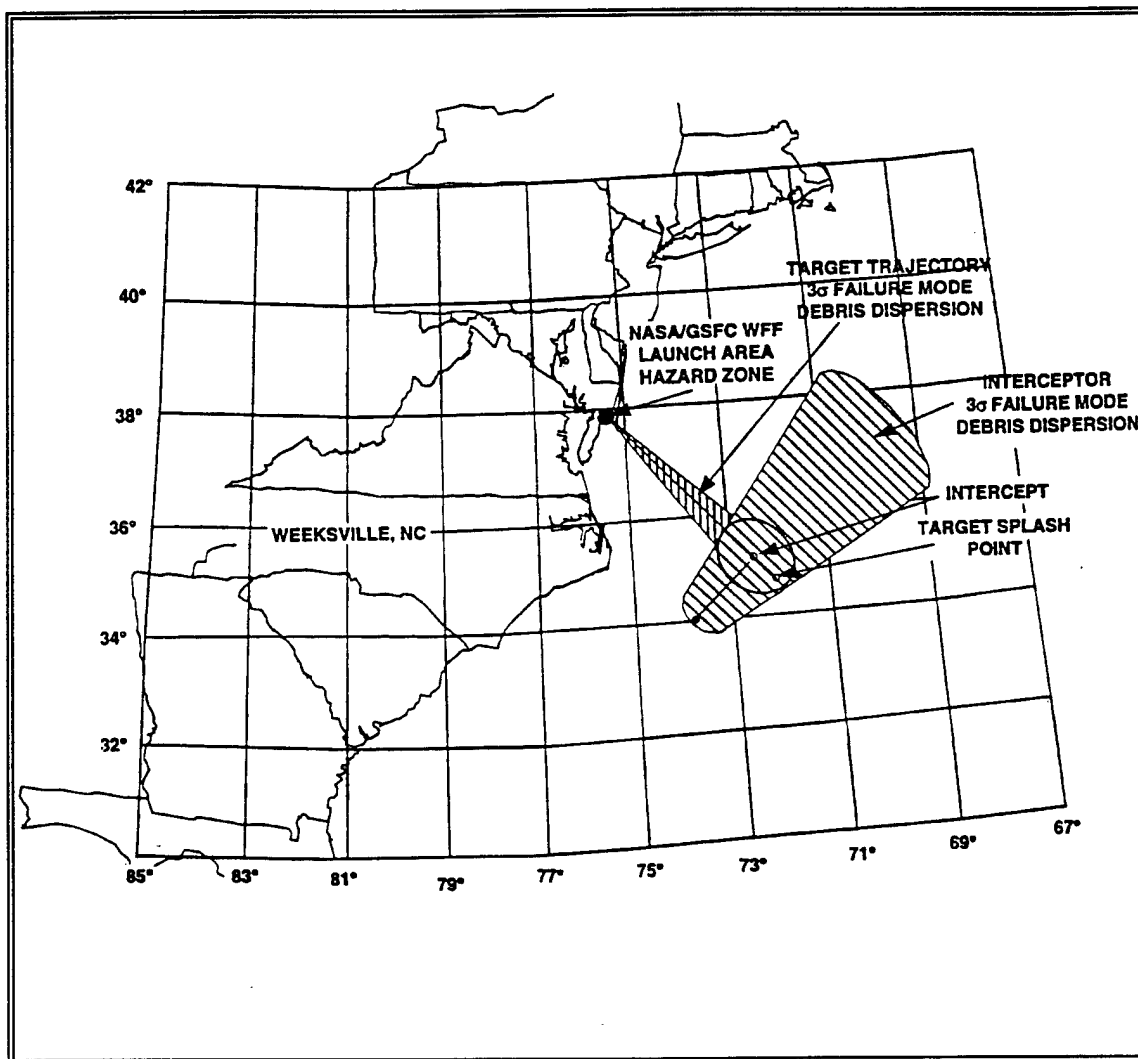 42°
TARGET TRAJECTORY
3σ FAILURE MODE
DEBRIS DISPERSION
40°
NASA/GSFC WFF
LAUNCH AREA
HAZARD ZONE
INTERCEPTOR
3σ FAILURE MODE
DEBRIS DISPERSION
38°
INTERCEPT
36°
WEEKSVILLE, NC
TARGET SPLASH
POINT
34°
32°
85°
83°
81°
79°
77°
75°
73°
71°
69°
67°